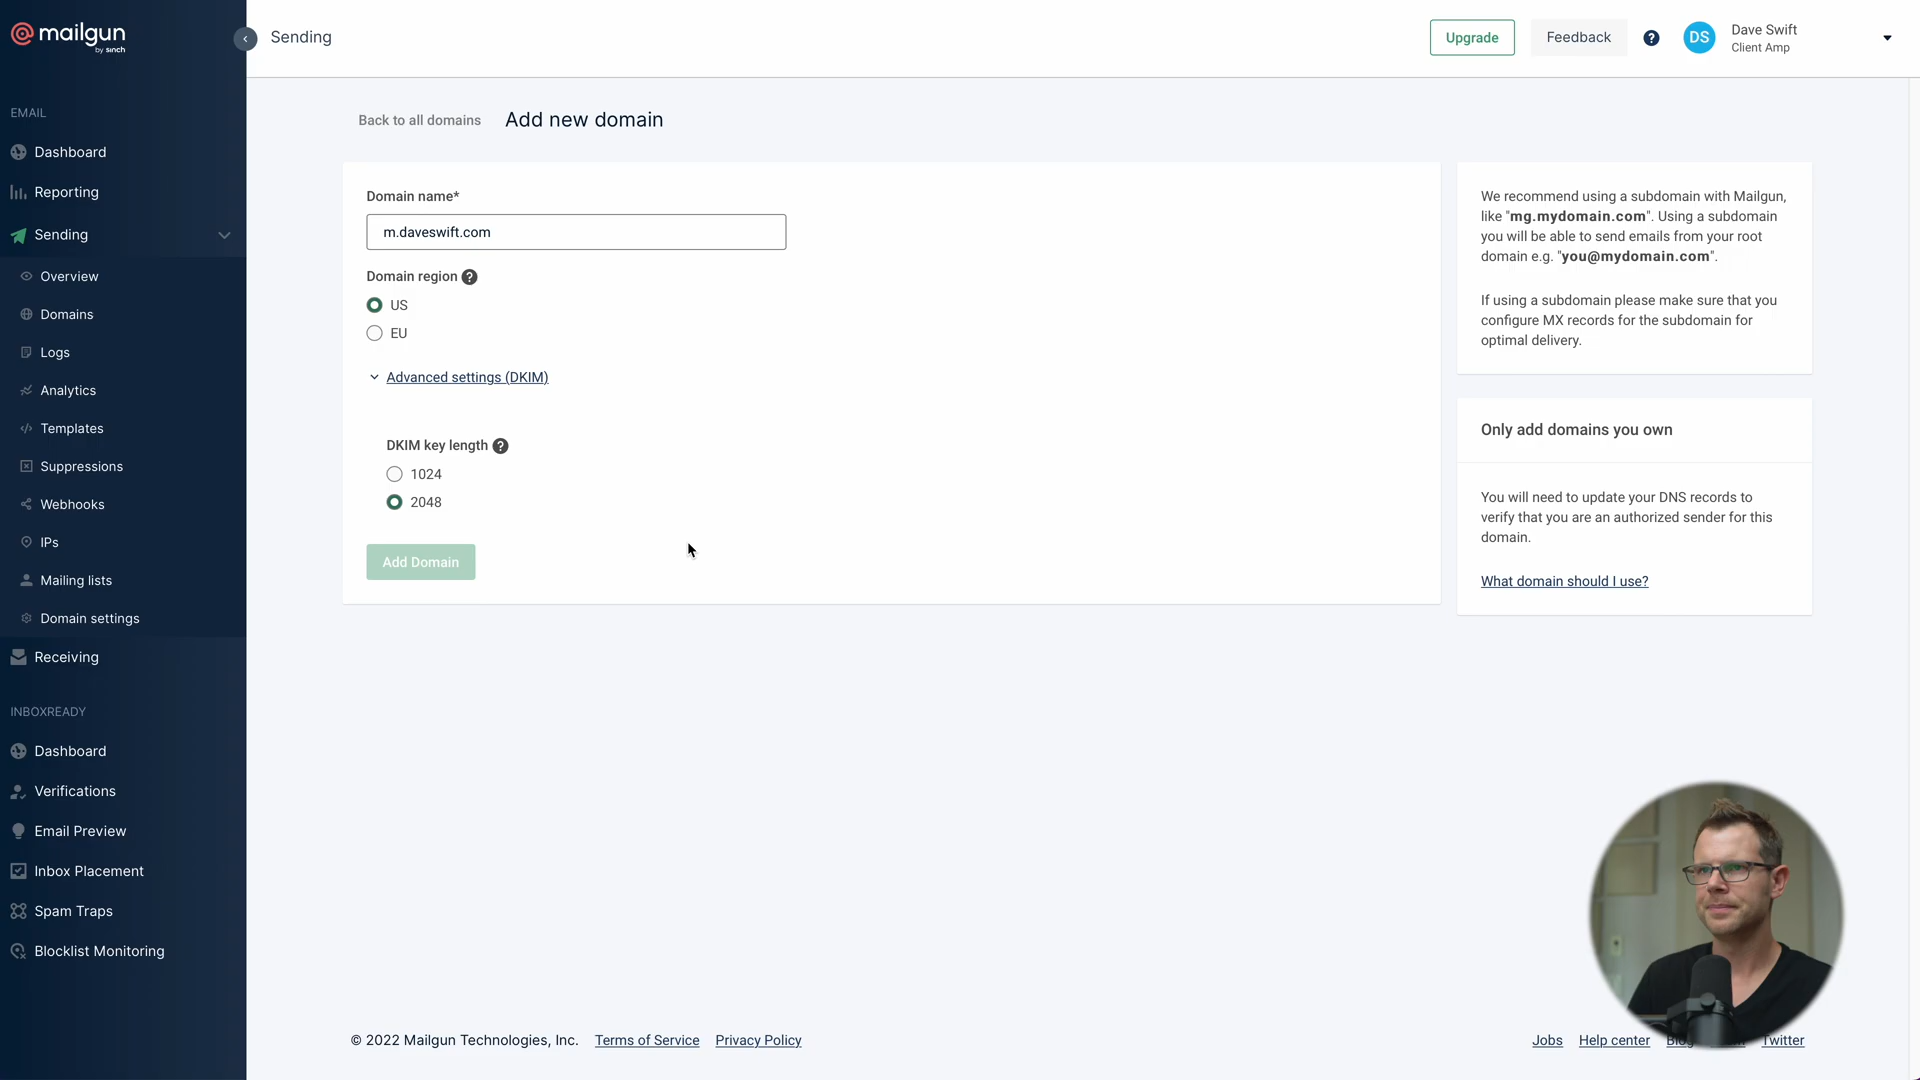 mailgun
by sinch
Sending
Upgrade
Feedback
?
DS
Dave Swift
Client Amp
EMAIL
Dashboard
Reporting
Sending
Overview
Domains
Logs
Analytics
Templates
Suppressions
Webhooks
IPs
Mailing lists
Domain settings
Receiving
INBOXREADY
Dashboard
Verifications
Email Preview
Inbox Placement
Spam Traps
Blocklist Monitoring
Back to all domains
Add new domain
Domain name*
m.daveswift.com
Domain region ?
US
EU
Advanced settings (DKIM)
DKIM key length ?
1024
2048
Add Domain
We recommend using a subdomain with Mailgun,
like "mg.mydomain.com". Using a subdomain
you will be able to send emails from your root
domain e.g. "you@mydomain.com".
If using a subdomain please make sure that you
configure MX records for the subdomain for
optimal delivery.
Only add domains you own
You will need to update your DNS records to
verify that you are an authorized sender for this
domain.
What domain should I use?
© 2022 Mailgun Technologies, Inc. Terms of Service Privacy Policy
Jobs Help center Twitter